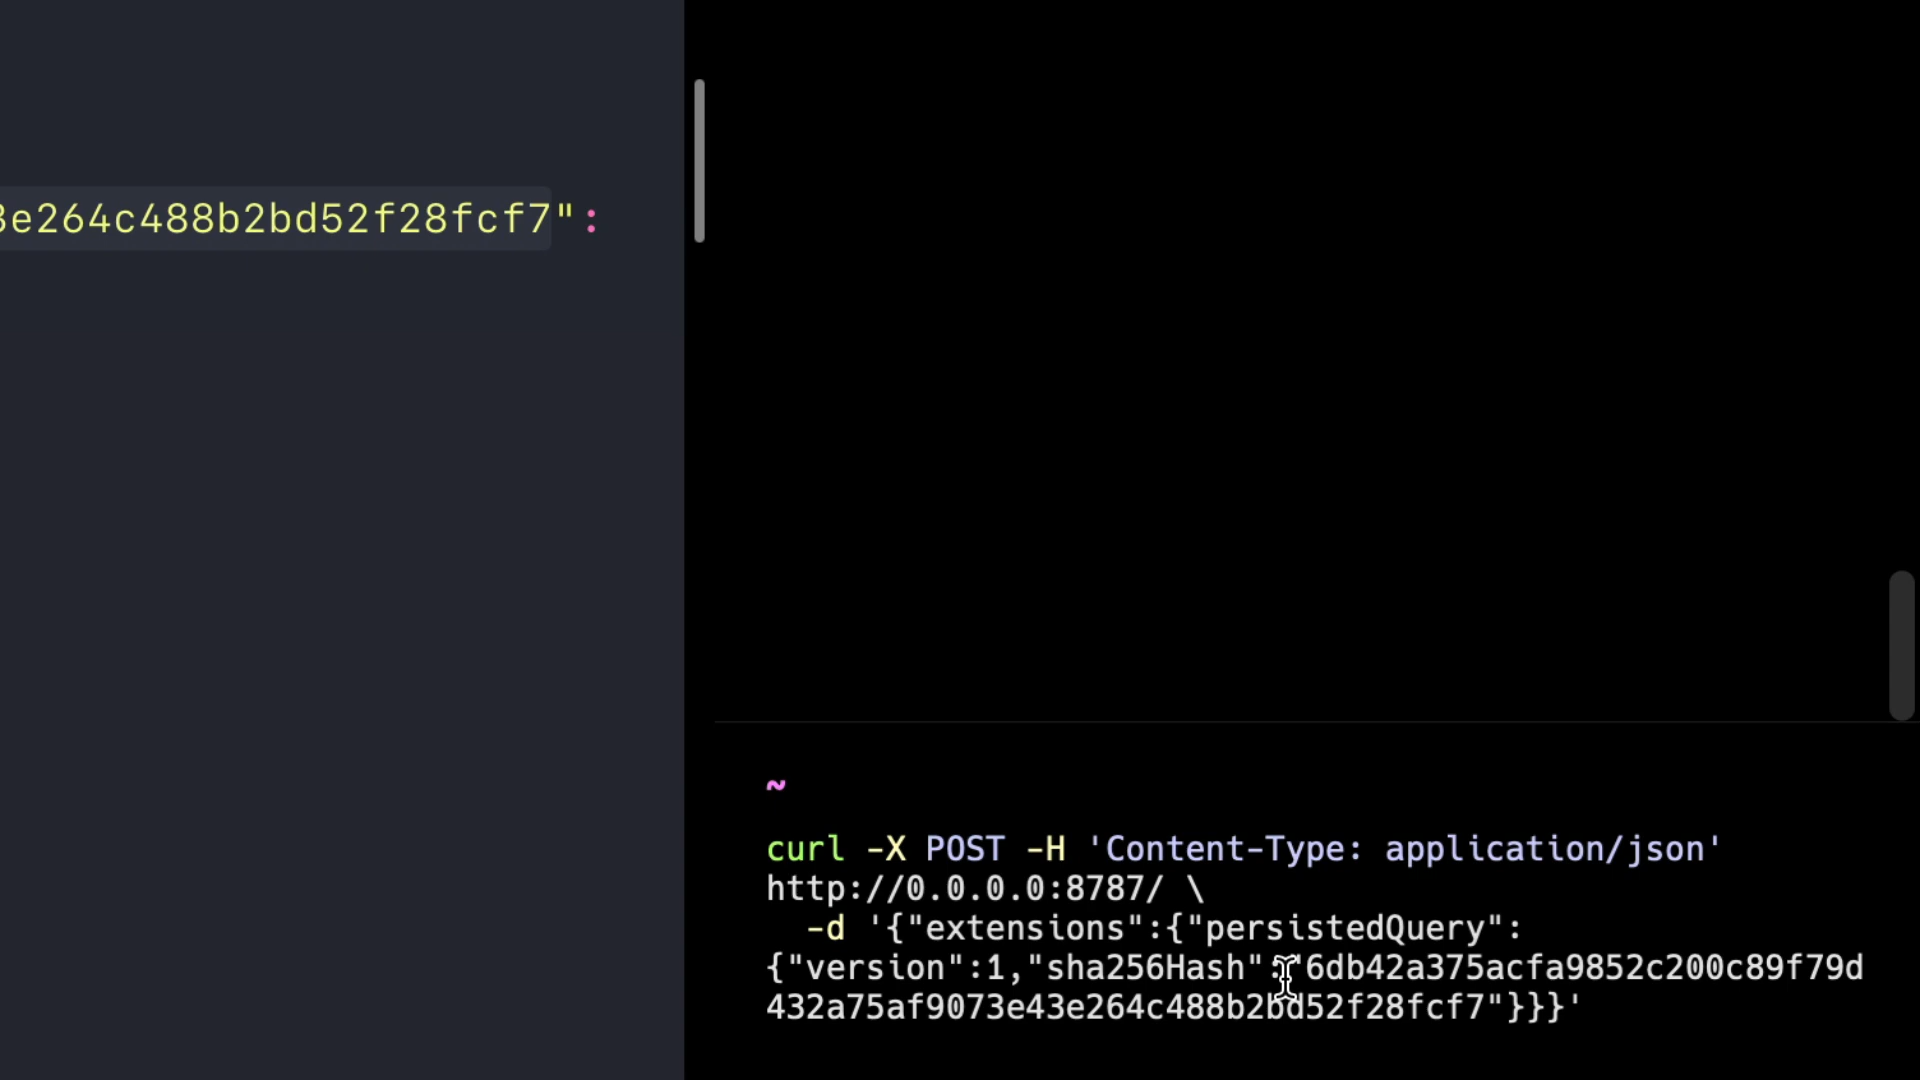 3e264c488b2bd52f28fcf7":
~
curl -X POST -H 'Content-Type: application/json'
http://0.0.0.0:8787/ \
-d '{"extensions":{"persistedQuery":
{"version":1,"sha256Hash":"6db42a375acfa9852c200c89f79d
432a75af9073e43e264c488b2bd52f28fcf7"}}}'